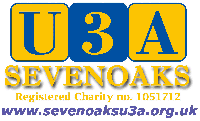 U3A
SEVENOAKS
Registered Charity no. 1051712
www.sevenoaksu3a.org.uk